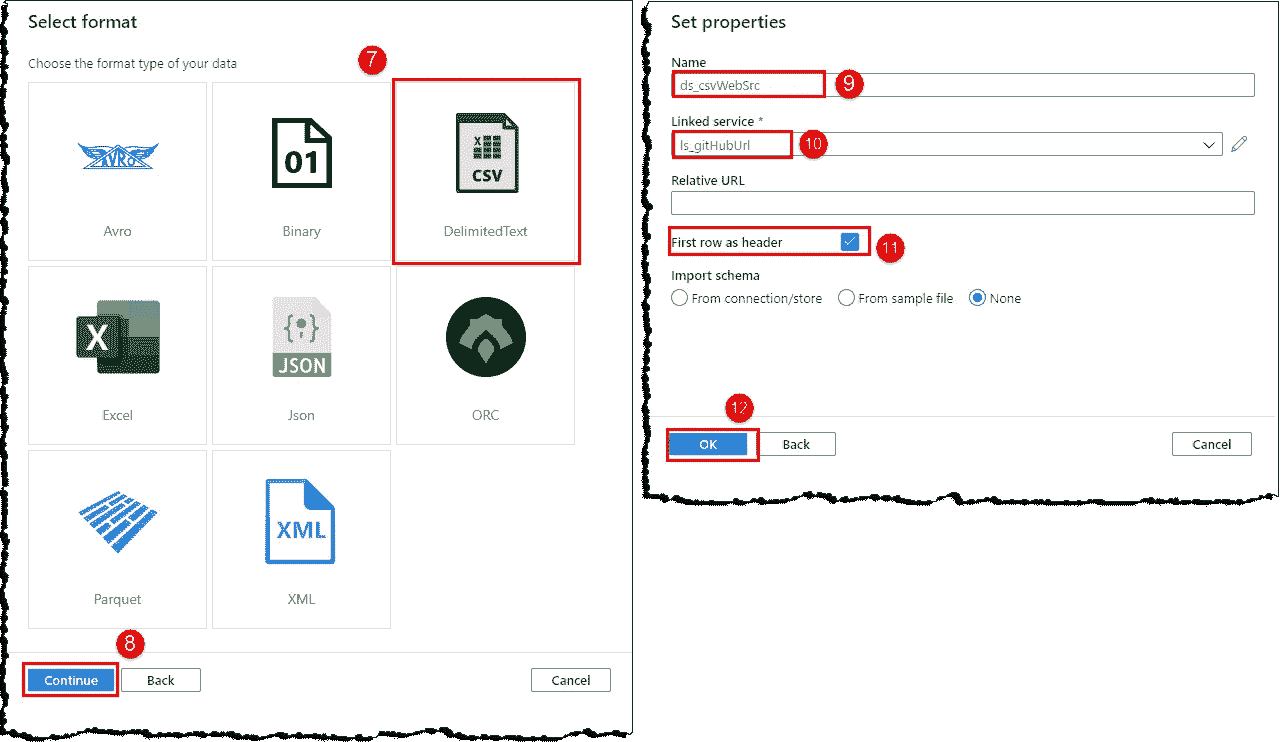 Select format
Choose the format type of your data
7
AVRO
01
X
CSV
Avro
Binary
DelimitedText
X
{;}
JSON
Excel
Json
ORC
XML
Parquet
XML
8
Continue
Back
Cancel
Set properties
Name
ds_csvWebSrc
9
Linked service *
ls_gitHubUrl
10
Relative URL
First row as header
11
Import schema
From connection/store
From sample file
None
12
OK
Back
Cancel